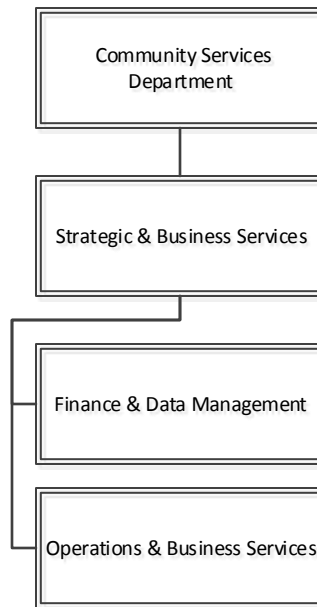 Community Services
Department
Strategic & Business Services
Finance & Data Management
Operations & Business Services